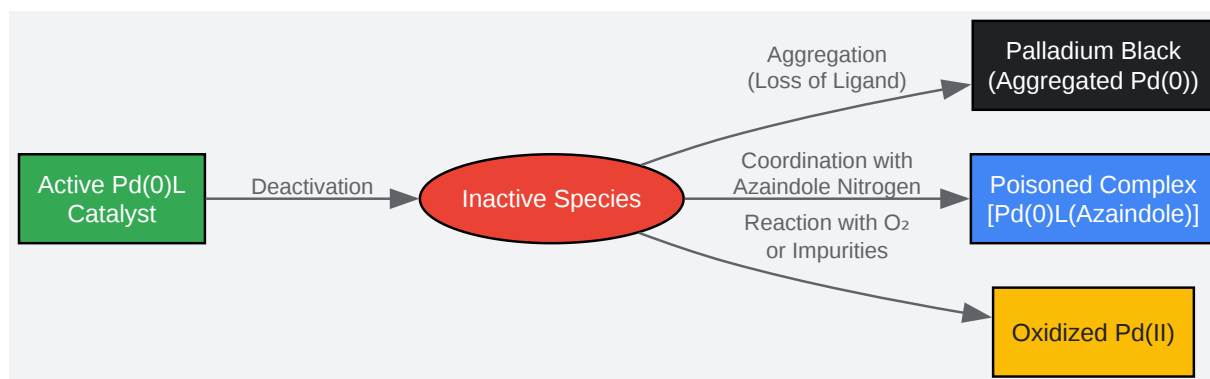 Active Pd(0)L
Catalyst
Deactivation
Inactive Species
Aggregation
(Loss of Ligand)
Palladium Black
(Aggregated Pd(0))
Coordination with
Azaindole Nitrogen
Poisoned Complex
[Pd(0)L(Azaindole)]
Reaction with O₂
or Impurities
Oxidized Pd(II)